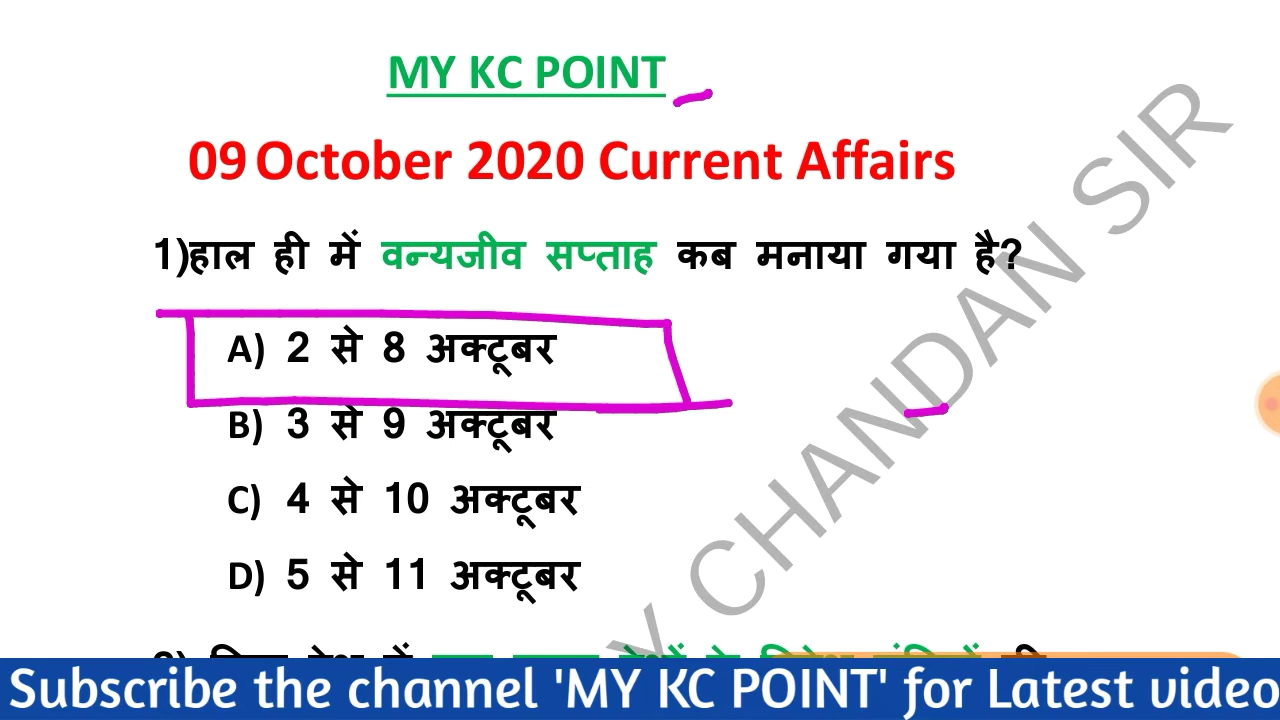 MY KC POINT
09 October 2020 Current Affairs
1)हाल ही में वन्यजीव सप्ताह कब मनाया गया है?
A) 2 से 8 अक्टूबर
B) 3 से 9 अक्टूबर
C) 4 से 10 अक्टूबर
D) 5 से 11 अक्टूबर
Y CHANDAN SIR
Subscribe the channel 'MY KC POINT' for Latest video